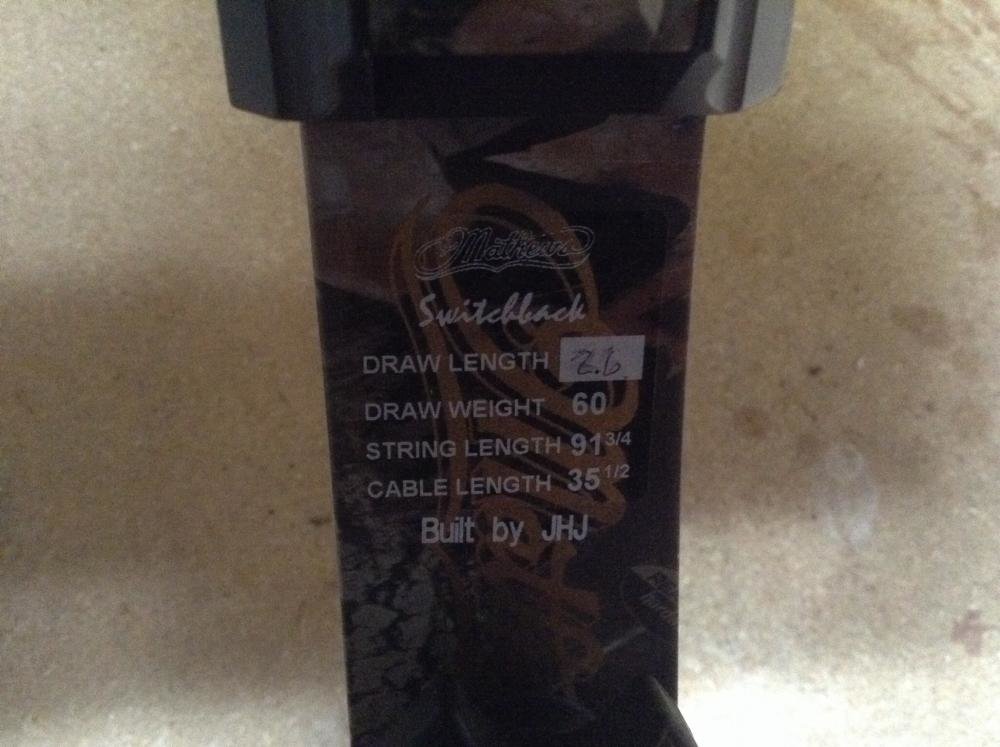 Mathews
Switchback
DRAW LENGTH 26
DRAW WEIGHT 60
STRING LENGTH 91 3/4
CABLE LENGTH 35 1/2
Built by JHJ